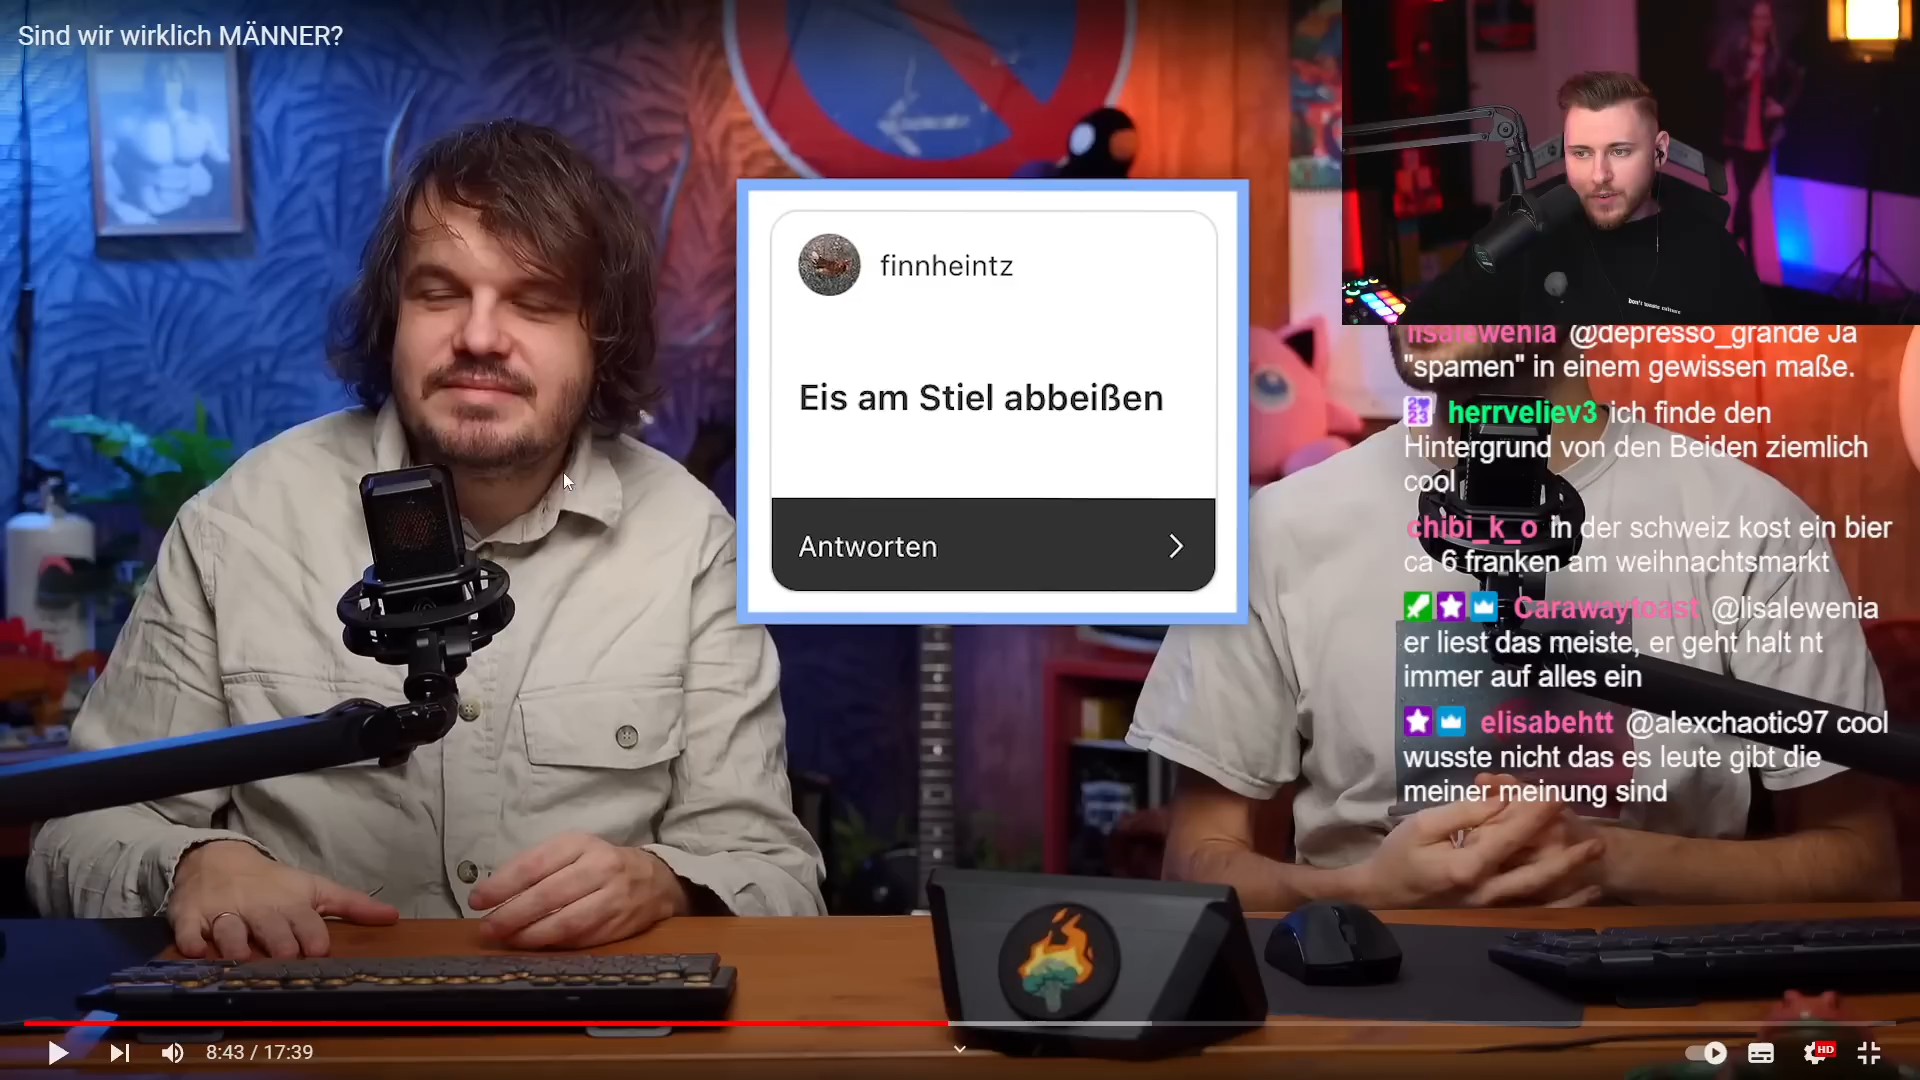 Sind wir wirklich MÄNNER?
finnheintz
Eis am Stiel abbeißen
Antworten
lisalewenia @depresso_grande Ja
"spamen" in einem gewissen maße.
herrveliev3 ich finde den
Hintergrund von den Beiden ziemlich
cool
chibi_k_o in der schweiz kost ein bier
ca 6 franken am weihnachtsmarkt
Carawaytoast @lisalewenia
er liest das meiste, er geht halt nt
immer auf alles ein
elisabehtt @alexchaotic97 cool
wusste nicht das es leute gibt die
meiner meinung sind
8:43 / 17:39
HD